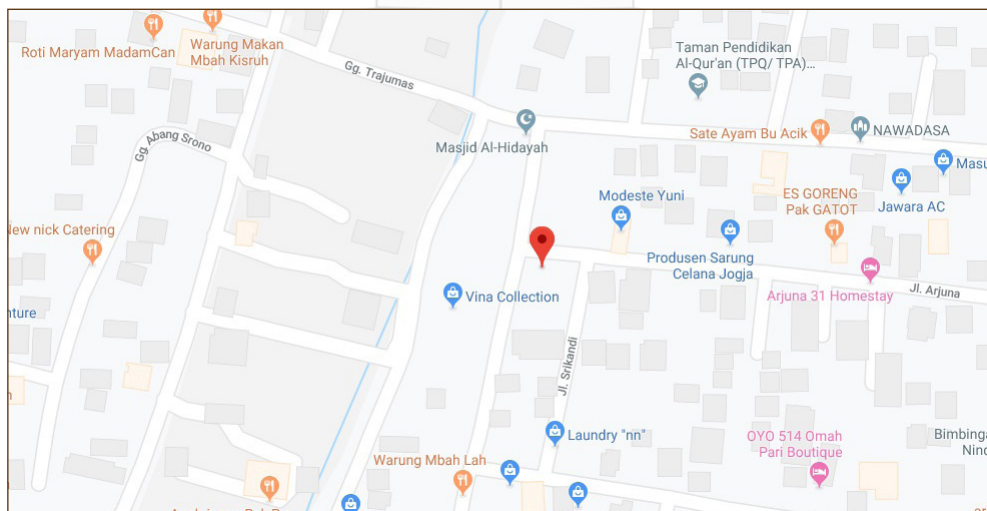 Roti Maryam MadamCan
Warung Makan
Mbah Kisruh
Gg. Trajumas
Taman Pendidikan
Al-Qur'an (TPQ/ TPA)...
Masjid Al-Hidayah
Sate Ayam Bu Acik
NAWADASA
Masu
Gg. Abang Srono
Modeste Yuni
ES GORENG
Pak GATOT
Jawara AC
New nick Catering
Produsen Sarung
Celana Jogja
Vina Collection
Arjuna 31 Homestay
Jl. Arjuna
nture
Jl. Srikandi
Laundry "nn"
OYO 514 Omah
Pari Boutique
Bimbinga
Nind
Warung Mbah Lah